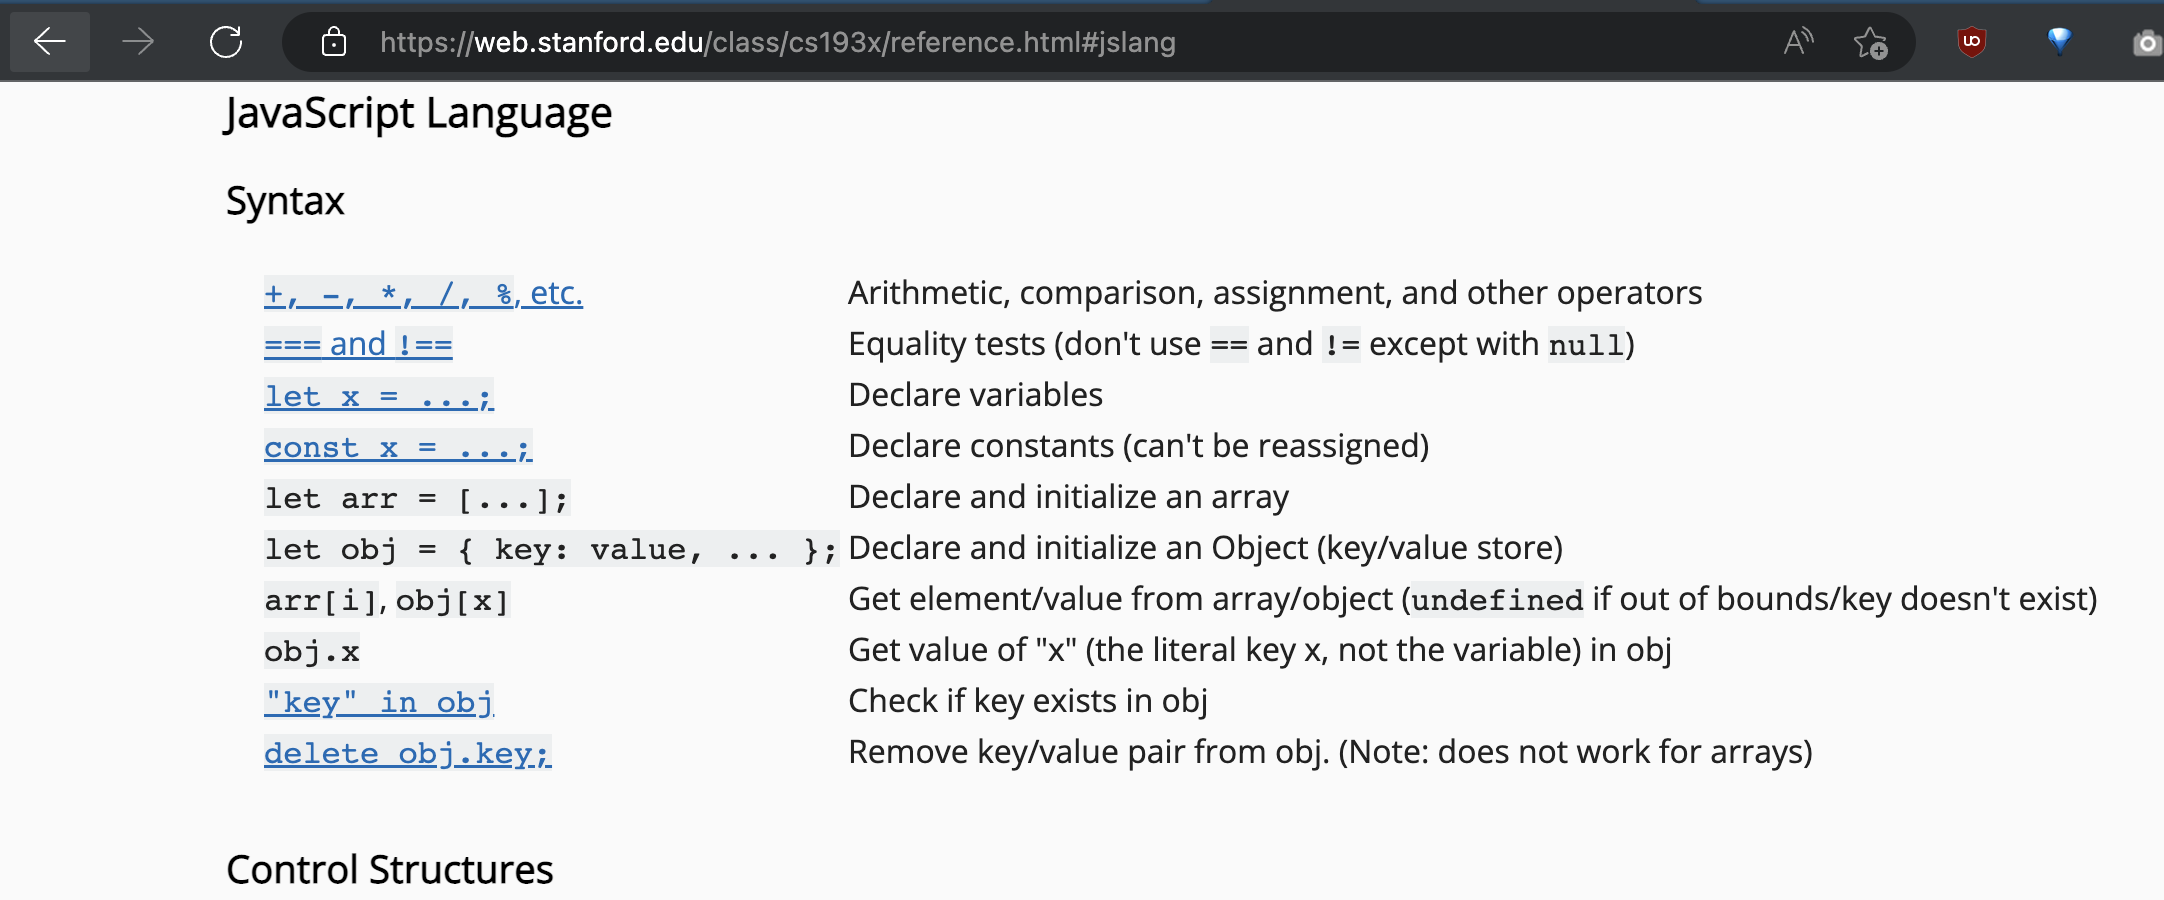 https://web.stanford.edu/class/cs193x/reference.html#jslang
JavaScript Language
Syntax
+, -, *, /, %, etc. Arithmetic, comparison, assignment, and other operators
=== and !== Equality tests (don't use == and != except with null)
let x = ...; Declare variables
const x = ...; Declare constants (can't be reassigned)
let arr = [...]; Declare and initialize an array
let obj = { key: value, ... }; Declare and initialize an Object (key/value store)
arr[i], obj[x] Get element/value from array/object (undefined if out of bounds/key doesn't exist)
obj.x Get value of "x" (the literal key x, not the variable) in obj
"key" in obj Check if key exists in obj
delete obj.key; Remove key/value pair from obj. (Note: does not work for arrays)
Control Structures